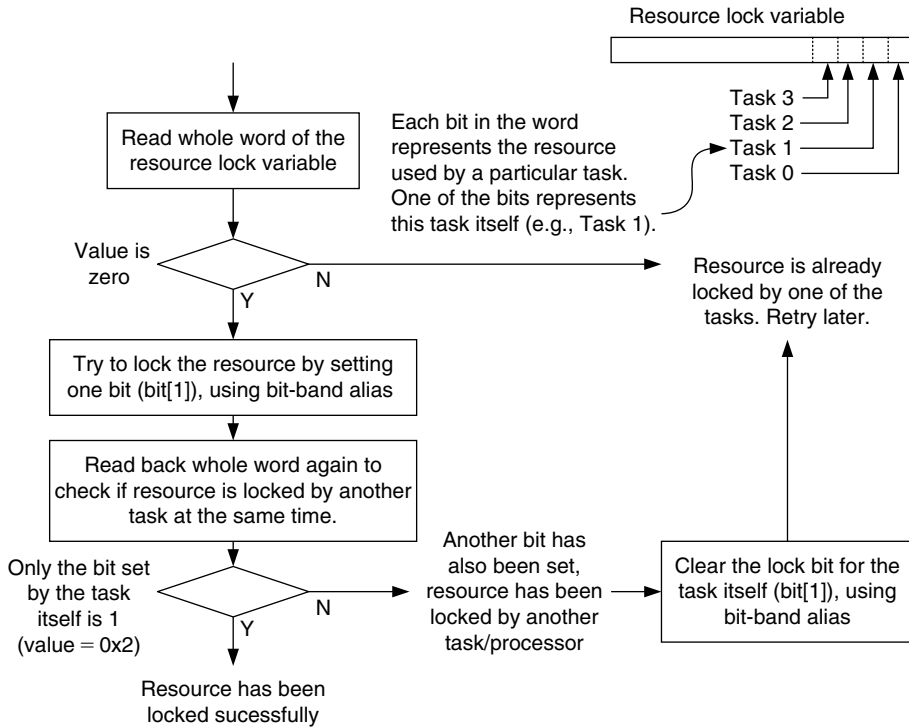 Resource lock variable
Task 3
Task 2
Task 1
Task 0
Read whole word of the
resource lock variable
Each bit in the word
represents the resource
used by a particular task.
One of the bits represents
this task itself (e.g., Task 1).
Value is
zero
N
Y
Resource is already
locked by one of the
tasks. Retry later.
Try to lock the resource by setting
one bit (bit[1]), using bit-band alias
Read back whole word again to
check if resource is locked by another
task at the same time.
Only the bit set
by the task
itself is 1
(value = 0x2)
N
Y
Another bit has
also been set,
resource has been
locked by another
task/processor
Clear the lock bit for the
task itself (bit[1]), using
bit-band alias
Resource has been
locked sucessfully